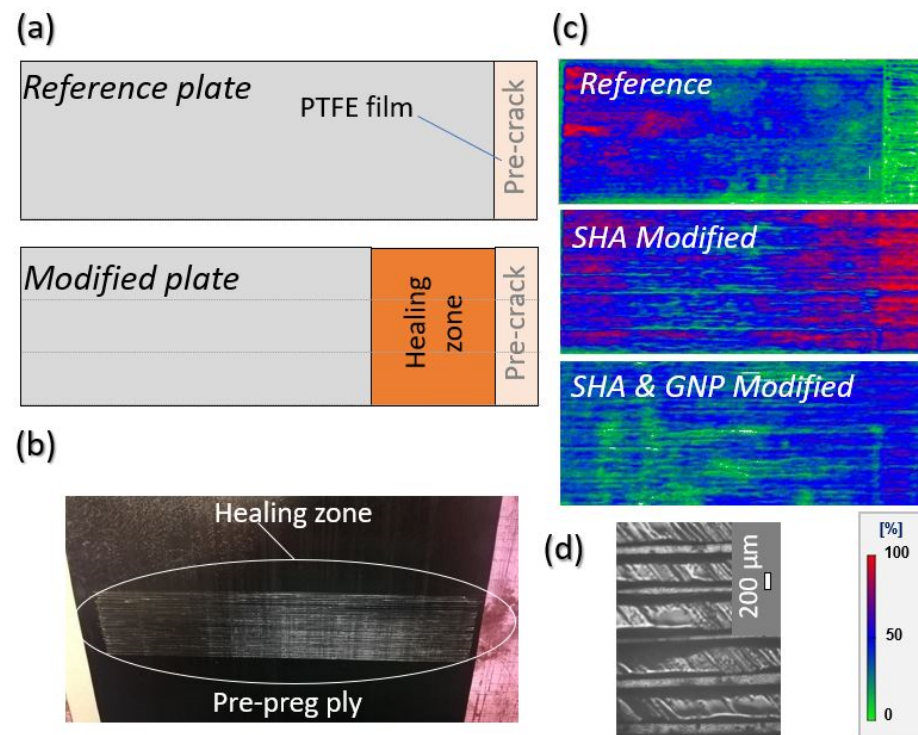 (a)
Reference plate
PTFE film
Pre-crack
Modified plate
Healing
zone
Pre-crack
(b)
Healing zone
Pre-preg ply
(c)
Reference
SHA Modified
SHA & GNP Modified
(d)
200 µm
[%]
100
50
0